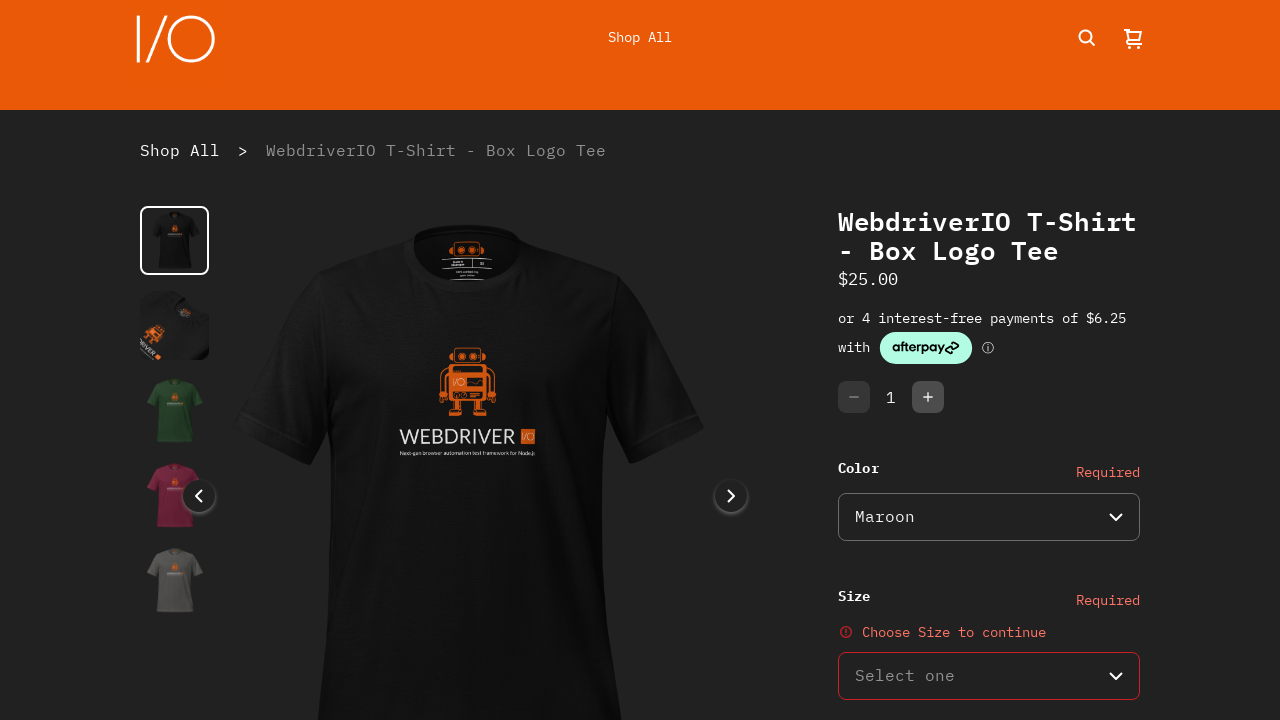 I/O
Shop All
Shop All > WebdriverIO T-Shirt - Box Logo Tee
WEBDRIVER I/O
Next-gen browser automation test framework for Node.js
WebdriverIO T-Shirt
- Box Logo Tee
$25.00
or 4 interest-free payments of $6.25
with afterpay ⓘ
− 1 +
Color Required
Maroon
Size Required
Choose Size to continue
Select one